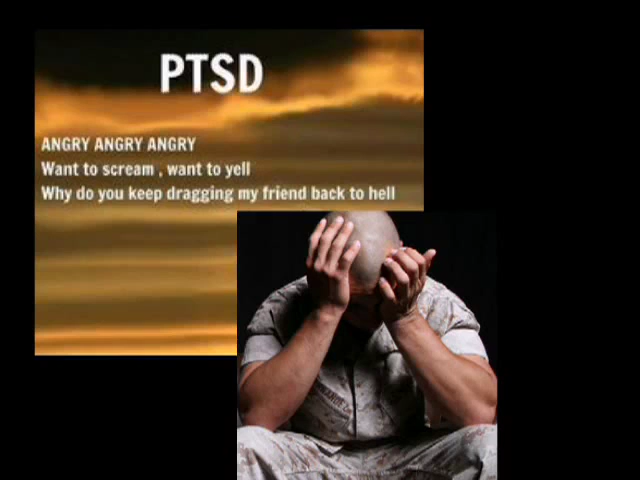 PTSD
ANGRY ANGRY ANGRY
Want to scream , want to yell
Why do you keep dragging my friend back to hell